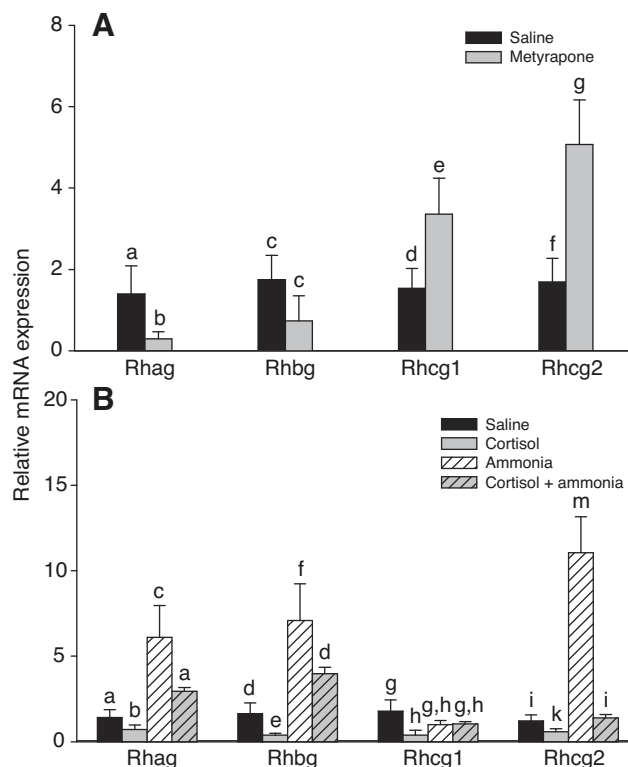 A
Saline
Metyrapone
8
6
4
2
0
a
b
c
c
d
e
f
g
Rhag
Rhbg
Rhcg1
Rhcg2
Relative mRNA expression
B
Saline
Cortisol
Ammonia
Cortisol + ammonia
20
15
10
5
0
a
b
c
a
d
e
f
d
g
h
g,h
g,h
i
k
m
i
Rhag
Rhbg
Rhcg1
Rhcg2